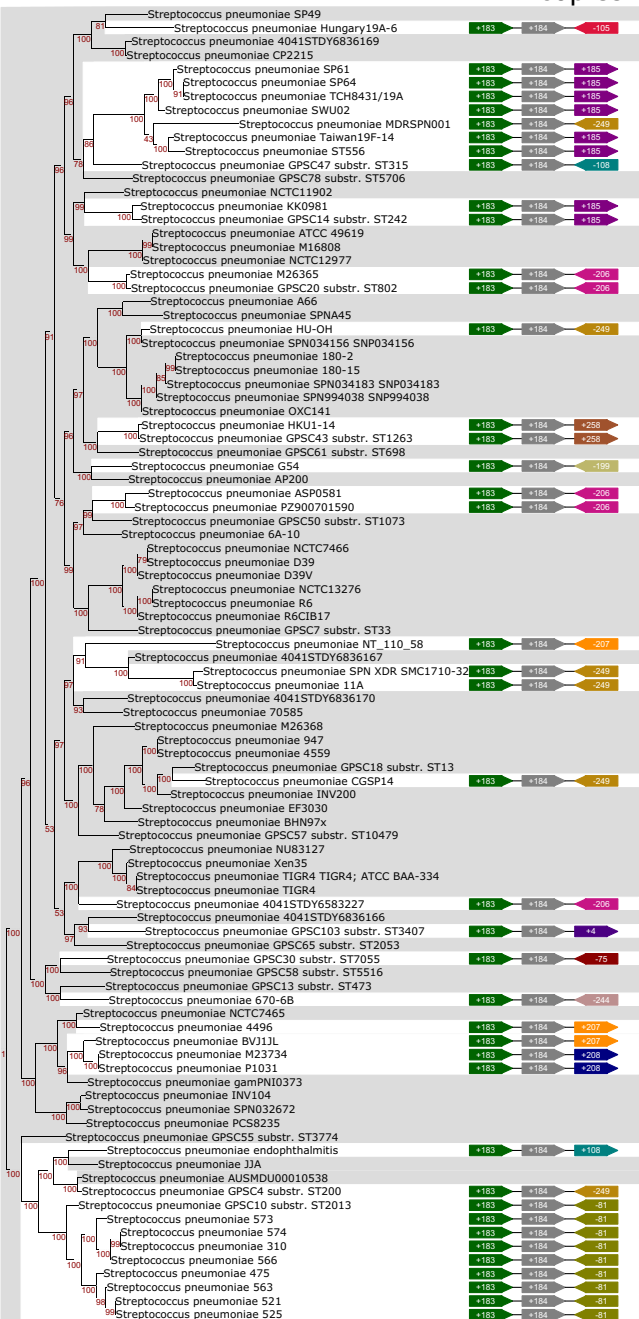 Streptococcus pneumoniae SP49
Streptococcus pneumoniae Hungary19A-6 +183 +184 -105
Streptococcus pneumoniae 4041STDY6836169
Streptococcus pneumoniae CP2215
Streptococcus pneumoniae SP61 +183 +184 +185
Streptococcus pneumoniae SP64 +183 +184 +185
Streptococcus pneumoniae TCH8431/19A +183 +184 +185
Streptococcus pneumoniae SWU02 +183 +184 +185
Streptococcus pneumoniae MDRSPN001 +183 +184 -249
Streptococcus pneumoniae Taiwan19F-14 +183 +184 +185
Streptococcus pneumoniae ST556 +183 +184 +185
Streptococcus pneumoniae GPSC47 substr. ST315 +183 +184 -108
Streptococcus pneumoniae GPSC78 substr. ST5706
Streptococcus pneumoniae NCTC11902
Streptococcus pneumoniae KK0981 +183 +184 +185
Streptococcus pneumoniae GPSC14 substr. ST242 +183 +184 +185
Streptococcus pneumoniae ATCC 49619
Streptococcus pneumoniae M16808
Streptococcus pneumoniae NCTC12977
Streptococcus pneumoniae M26365 +183 +184 -206
Streptococcus pneumoniae GPSC20 substr. ST802 +183 +184 -206
Streptococcus pneumoniae A66
Streptococcus pneumoniae SPNA45
Streptococcus pneumoniae HU-OH +183 +184 -249
Streptococcus pneumoniae SPN034156 SNP034156
Streptococcus pneumoniae 180-2
Streptococcus pneumoniae 180-15
Streptococcus pneumoniae SPN034183 SNP034183
Streptococcus pneumoniae SPN994038 SNP994038
Streptococcus pneumoniae OXC141
Streptococcus pneumoniae HKU1-14 +183 +184 +258
Streptococcus pneumoniae GPSC43 substr. ST1263 +183 +184 +258
Streptococcus pneumoniae GPSC61 substr. ST698
Streptococcus pneumoniae G54 +183 +184 -199
Streptococcus pneumoniae AP200
Streptococcus pneumoniae ASP0581 +183 +184 -206
Streptococcus pneumoniae PZ900701590 +183 +184 -206
Streptococcus pneumoniae GPSC50 substr. ST1073
Streptococcus pneumoniae 6A-10
Streptococcus pneumoniae NCTC7466
Streptococcus pneumoniae D39
Streptococcus pneumoniae D39V
Streptococcus pneumoniae NCTC13276
Streptococcus pneumoniae R6
Streptococcus pneumoniae R6CIB17
Streptococcus pneumoniae GPSC7 substr. ST33
Streptococcus pneumoniae NT_110_58 +183 +184 -207
Streptococcus pneumoniae 4041STDY6836167
Streptococcus pneumoniae SPN XDR SMC1710-32 +183 +184 -249
Streptococcus pneumoniae 11A +183 +184 -249
Streptococcus pneumoniae 4041STDY6836170
Streptococcus pneumoniae 70585
Streptococcus pneumoniae M26368
Streptococcus pneumoniae 947
Streptococcus pneumoniae 4559
Streptococcus pneumoniae GPSC18 substr. ST13
Streptococcus pneumoniae CGSP14 +183 +184 -249
Streptococcus pneumoniae INV200
Streptococcus pneumoniae EF3030
Streptococcus pneumoniae BHN97x
Streptococcus pneumoniae GPSC57 substr. ST10479
Streptococcus pneumoniae NU83127
Streptococcus pneumoniae Xen35
Streptococcus pneumoniae TIGR4 TIGR4; ATCC BAA-334
Streptococcus pneumoniae TIGR4
Streptococcus pneumoniae 4041STDY6583227 +183 +184 -206
Streptococcus pneumoniae 4041STDY6836166
Streptococcus pneumoniae GPSC103 substr. ST3407 +183 +184 +4
Streptococcus pneumoniae GPSC65 substr. ST2053
Streptococcus pneumoniae GPSC30 substr. ST7055 +183 +184 -75
Streptococcus pneumoniae GPSC58 substr. ST5516
Streptococcus pneumoniae GPSC13 substr. ST473
Streptococcus pneumoniae 670-6B +183 +184 -244
Streptococcus pneumoniae NCTC7465
Streptococcus pneumoniae 4496 +183 +184 +207
Streptococcus pneumoniae BVJ1JL +183 +184 +207
Streptococcus pneumoniae M23734 +183 +184 +208
Streptococcus pneumoniae P1031 +183 +184 +208
Streptococcus pneumoniae gamPNI0373
Streptococcus pneumoniae INV104
Streptococcus pneumoniae SPN032672
Streptococcus pneumoniae PCS8235
Streptococcus pneumoniae GPSC55 substr. ST3774
Streptococcus pneumoniae endophthalmitis +183 +184 +108
Streptococcus pneumoniae JJA
Streptococcus pneumoniae AUSMDU00010538
Streptococcus pneumoniae GPSC4 substr. ST200 +183 +184 -249
Streptococcus pneumoniae GPSC10 substr. ST2013 +183 +184 -81
Streptococcus pneumoniae 573 +183 +184 -81
Streptococcus pneumoniae 574 +183 +184 -81
Streptococcus pneumoniae 310 +183 +184 -81
Streptococcus pneumoniae 566 +183 +184 -81
Streptococcus pneumoniae 475 +183 +184 -81
Streptococcus pneumoniae 563 +183 +184 -81
Streptococcus pneumoniae 521 +183 +184 -81
Streptococcus pneumoniae 525 +183 +184 -81